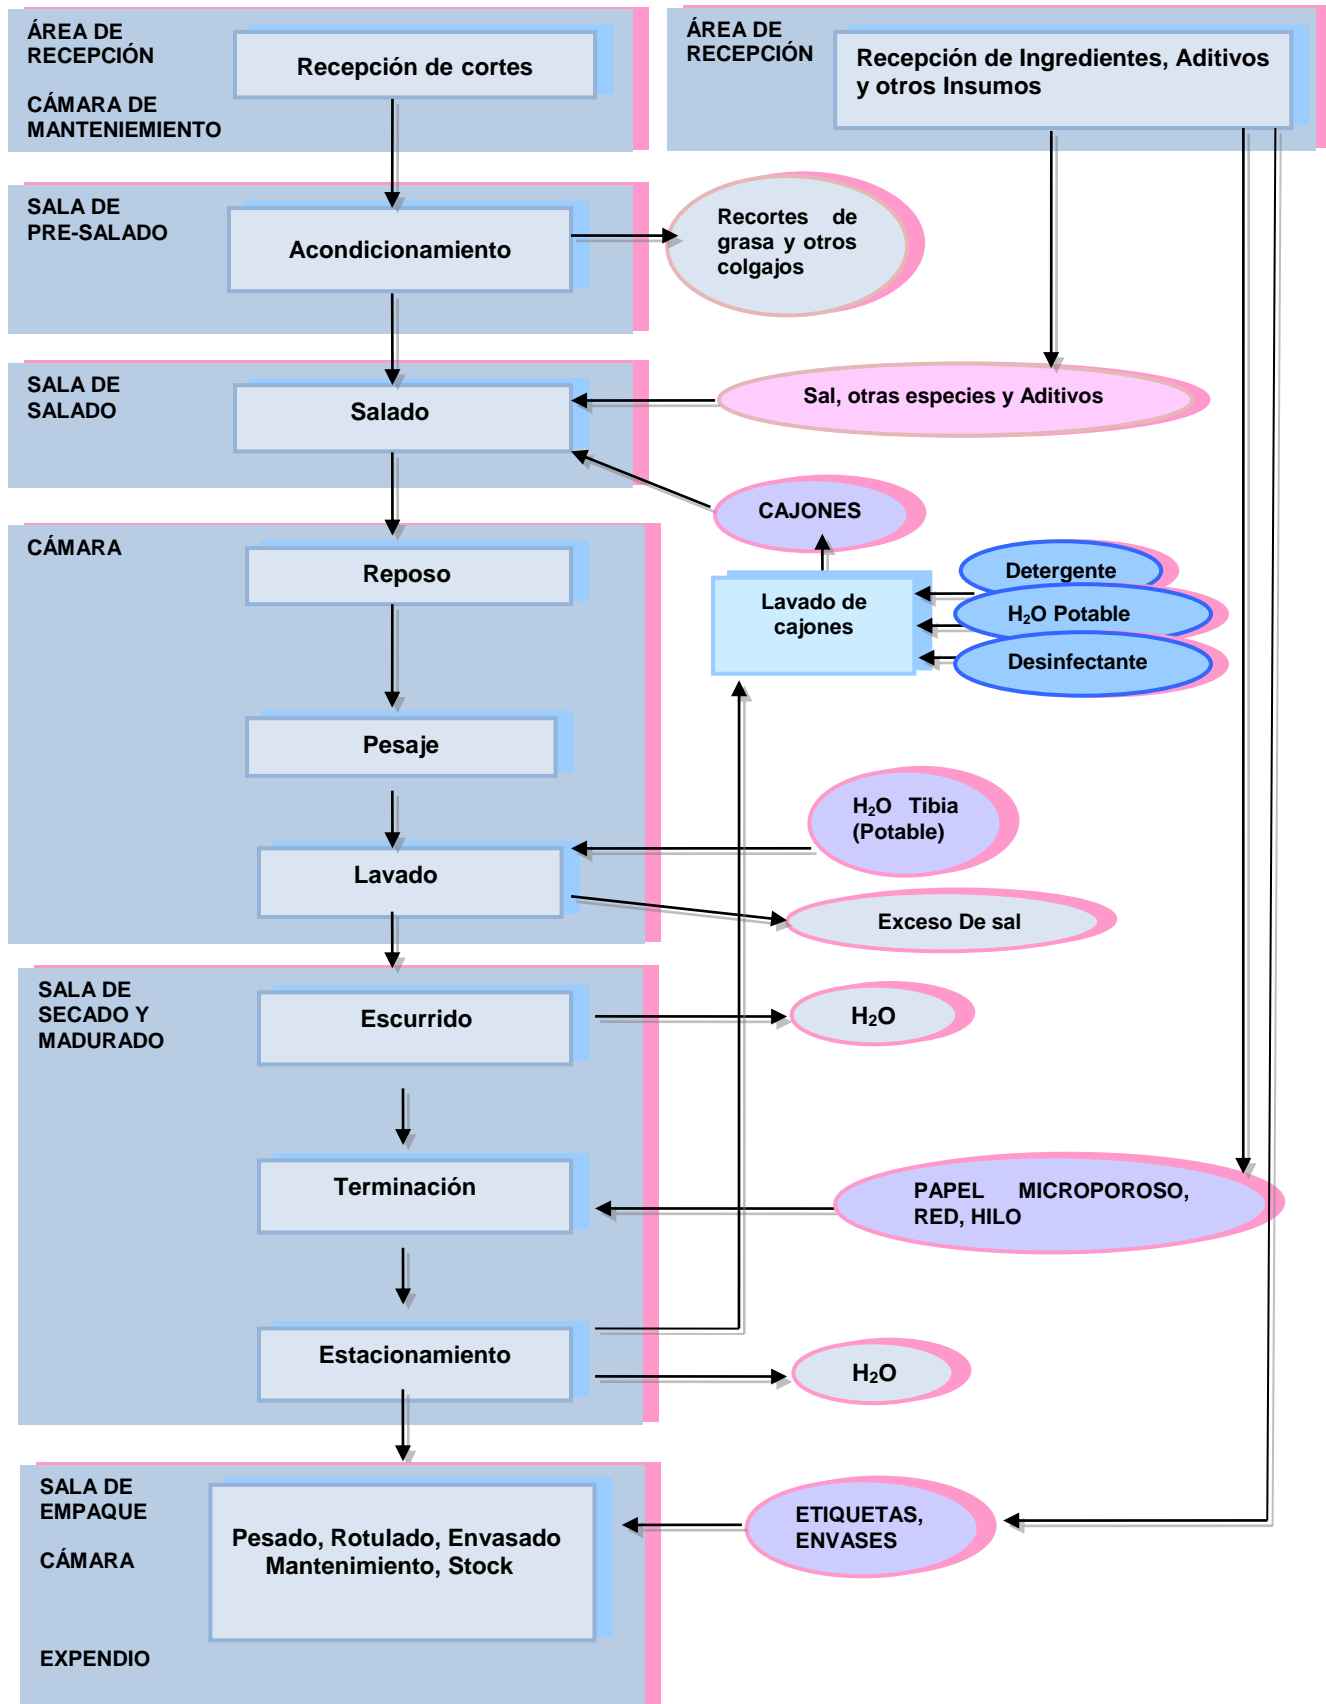 ÁREA DE
RECEPCIÓN
CÁMARA DE
MANTENIEMIENTO
Recepción de cortes
ÁREA DE
RECEPCIÓN
Recepción de Ingredientes, Aditivos
y otros Insumos
SALA DE
PRE-SALADO
Acondicionamiento
Recortes de
grasa y otros
colgajos
SALA DE
SALADO
Salado
Sal, otras especies y Aditivos
CAJONES
CÁMARA
Reposo
Lavado de
cajones
Detergente
H₂O Potable
Desinfectante
Pesaje
H₂O Tibia
(Potable)
Lavado
Exceso De sal
SALA DE
SECADO Y
MADURADO
Escurrido
H₂O
Terminación
PAPEL MICROPOROSO,
RED, HILO
Estacionamiento
H₂O
SALA DE
EMPAQUE
CÁMARA
EXPENDIO
Pesado, Rotulado, Envasado
Mantenimiento, Stock
ETIQUETAS,
ENVASES